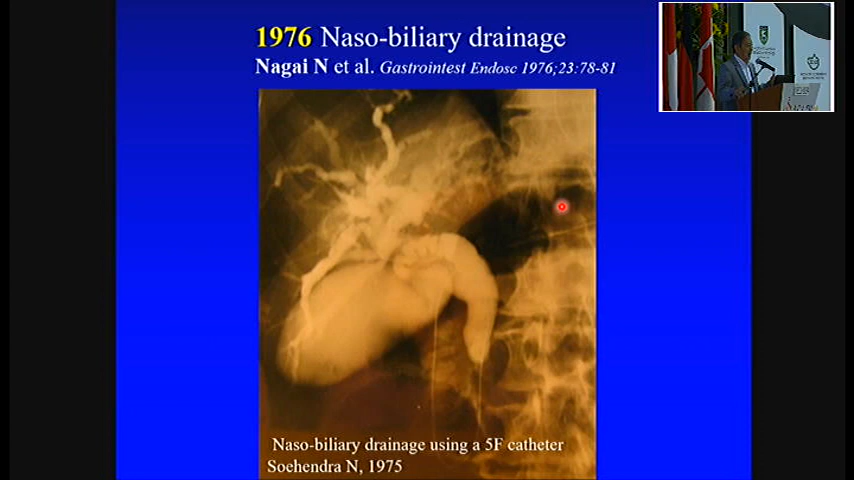 1976 Naso-biliary drainage
Nagai N et al. Gastrointest Endosc 1976;23:78-81
Naso-biliary drainage using a 5F catheter
Soehendra N, 1975